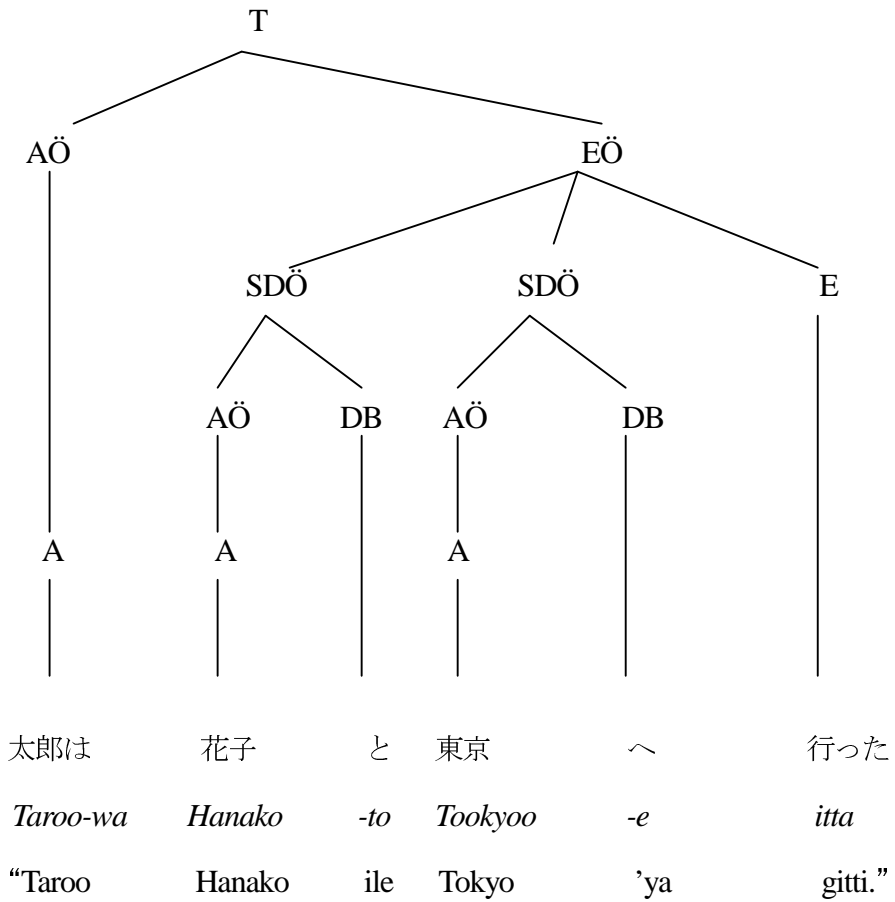 T
AÖ EÖ
SDÖ SDÖ E
AÖ DB AÖ DB
A A A
太郎は 花子 と 東京 へ 行った
Taroo-wa Hanako -to Tookyoo -e itta
“Taroo Hanako ile Tokyo ’ya gitti.”